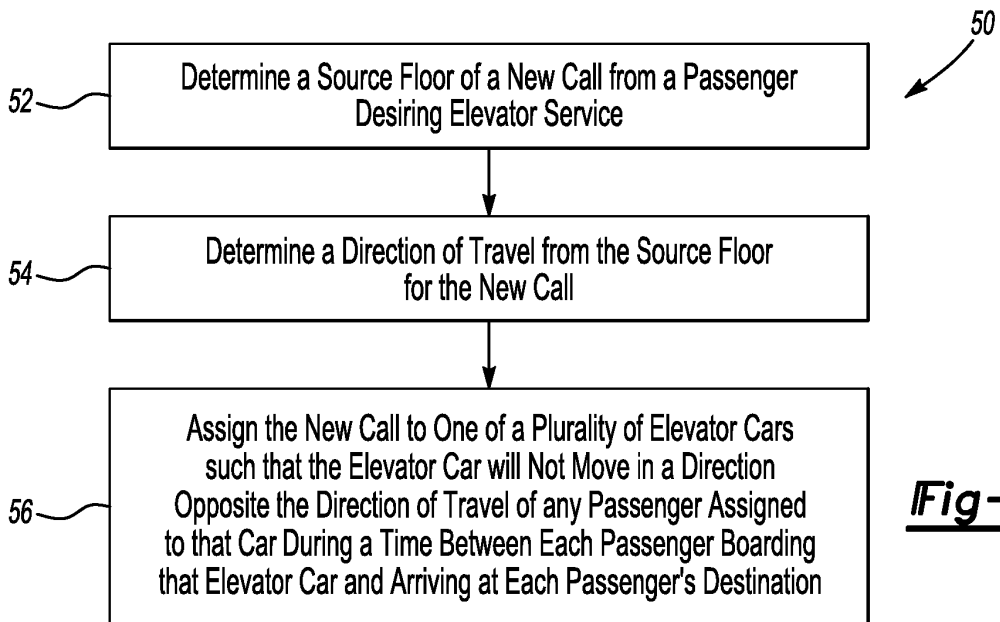 50
52
Determine a Source Floor of a New Call from a Passenger
Desiring Elevator Service
54
Determine a Direction of Travel from the Source Floor
for the New Call
56
Assign the New Call to One of a Plurality of Elevator Cars
such that the Elevator Car will Not Move in a Direction
Opposite the Direction of Travel of any Passenger Assigned
to that Car During a Time Between Each Passenger Boarding
that Elevator Car and Arriving at Each Passenger's Destination
Fig-